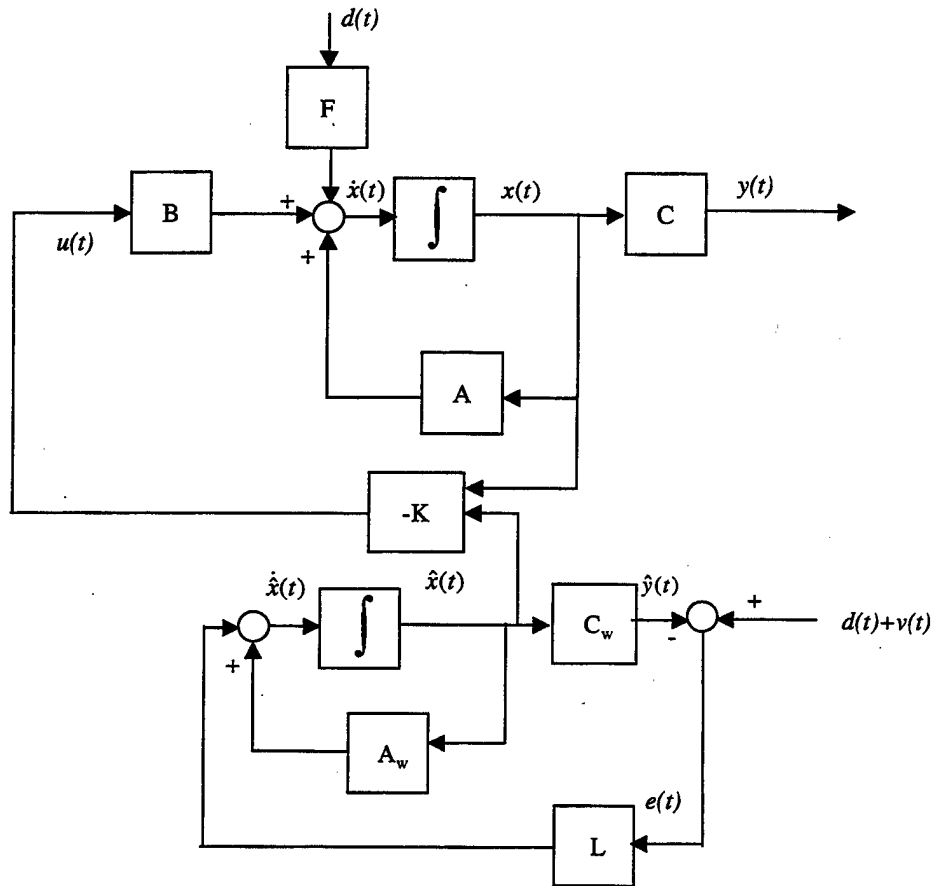 d(t)
F
B
+
ẋ(t)
∫
x(t)
C
y(t)
u(t)
+
A
-K
x̂̇(t)
∫
x̂(t)
C_w
ŷ(t)
+
-
d(t)+v(t)
+
A_w
e(t)
L